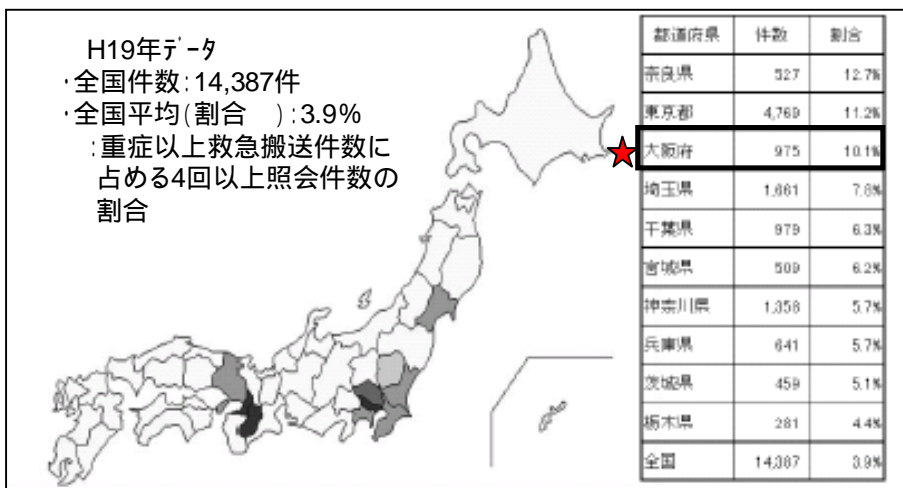 H19年データ
・全国件数：14,387件
・全国平均(割合　)：3.9%
：重症以上救急搬送件数に
占める4回以上照会件数の
割合
都道府県 件数 割合
奈良県 527 12.7%
東京都 4,769 11.2%
大阪府 975 10.1%
埼玉県 1,661 7.8%
千葉県 979 6.3%
宮城県 509 6.2%
神奈川県 1,358 5.7%
兵庫県 641 5.7%
茨城県 459 5.1%
栃木県 281 4.4%
全国 14,387 3.9%